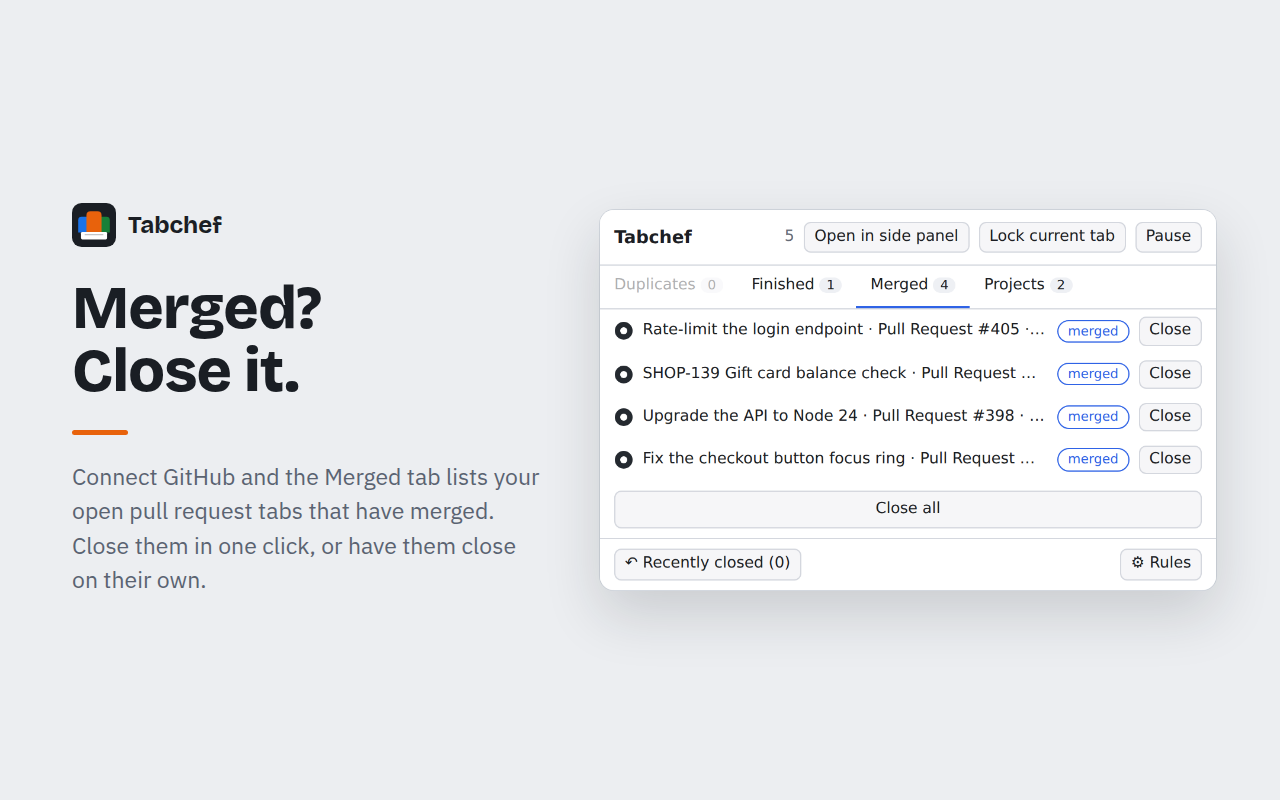 Tabchef
Merged?
Close it.
Connect GitHub and the Merged tab lists your
open pull request tabs that have merged.
Close them in one click, or have them close
on their own.
Tabchef 5 Open in side panel Lock current tab Pause
Duplicates 0 Finished 1 Merged 4 Projects 2
Rate-limit the login endpoint · Pull Request #405 ·… merged Close
SHOP-139 Gift card balance check · Pull Request … merged Close
Upgrade the API to Node 24 · Pull Request #398 · … merged Close
Fix the checkout button focus ring · Pull Request … merged Close
Close all
↶ Recently closed (0) ⚙ Rules